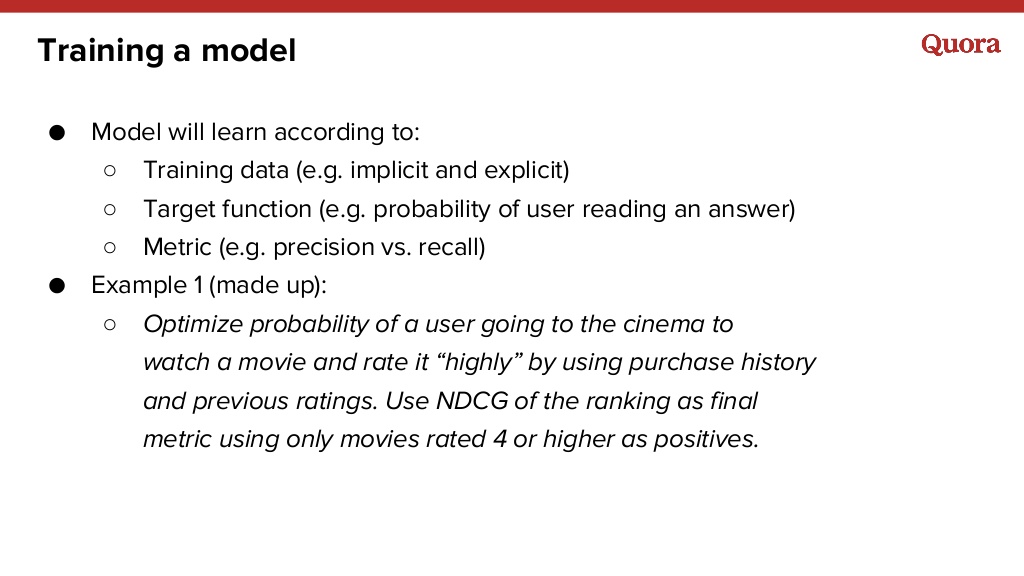 Training a model
Quora
● Model will learn according to:
○ Training data (e.g. implicit and explicit)
○ Target function (e.g. probability of user reading an answer)
○ Metric (e.g. precision vs. recall)
● Example 1 (made up):
○ Optimize probability of a user going to the cinema to
watch a movie and rate it “highly” by using purchase history
and previous ratings. Use NDCG of the ranking as final
metric using only movies rated 4 or higher as positives.